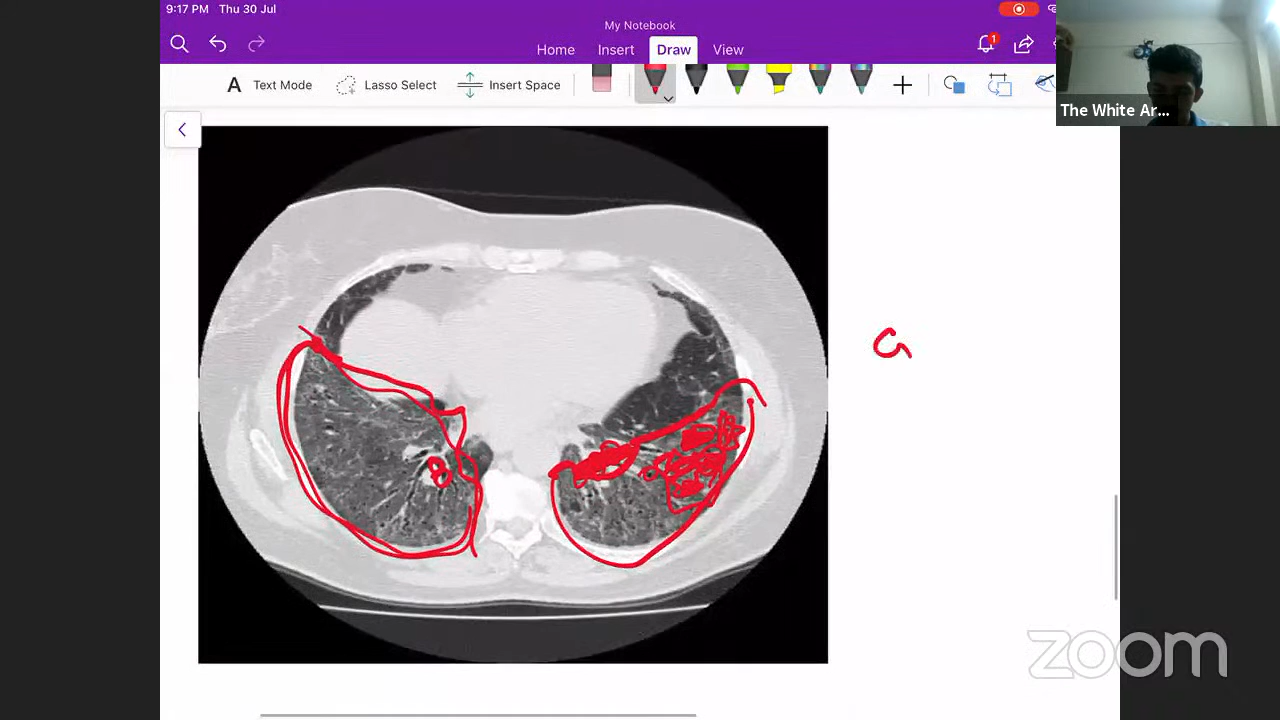 9:17 PM Thu 30 Jul
My Notebook
Home Insert Draw View
1
A Text Mode Lasso Select Insert Space
The White Ar...
G
zoom